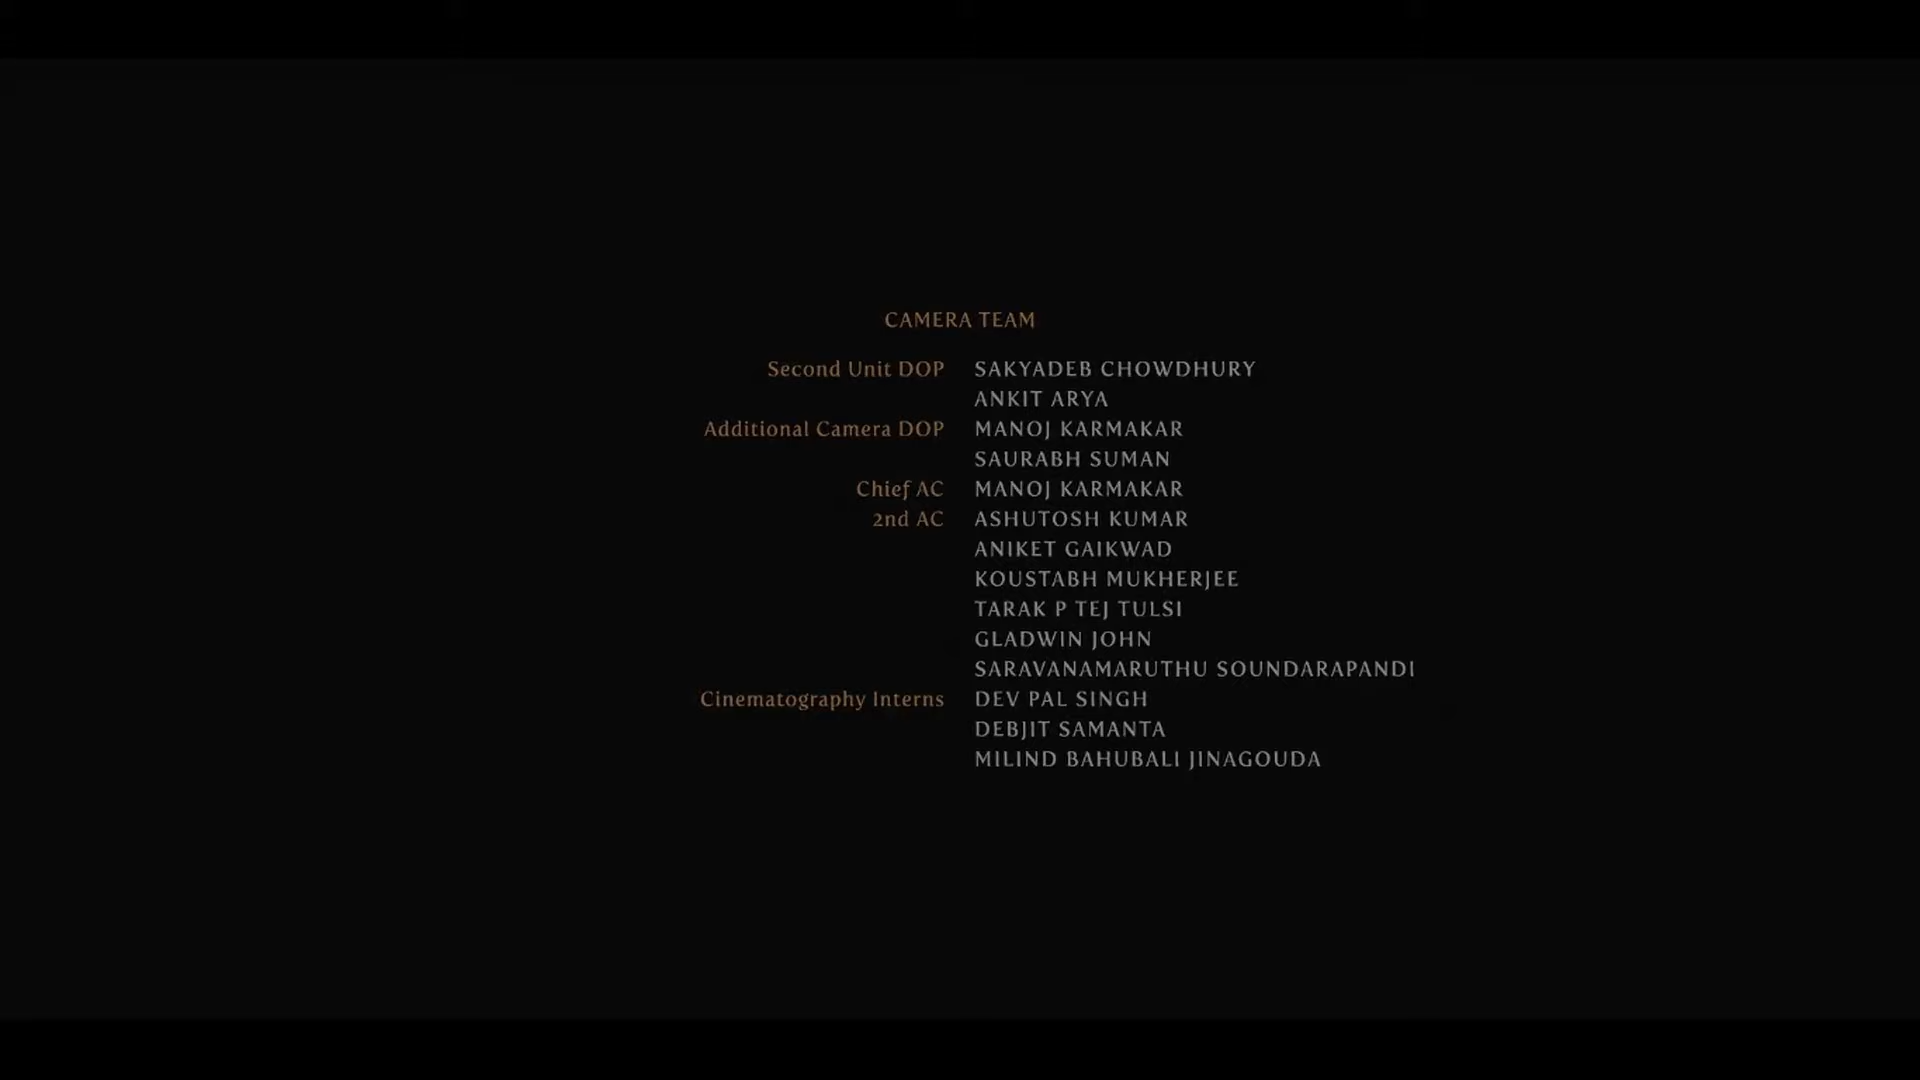 CAMERA TEAM
Second Unit DOP SAKYADEB CHOWDHURY
ANKIT ARYA
Additional Camera DOP MANOJ KARMAKAR
SAURABH SUMAN
Chief AC MANOJ KARMAKAR
2nd AC ASHUTOSH KUMAR
ANIKET GAIKWAD
KOUSTABH MUKHERJEE
TARAK P TEJ TULSI
GLADWIN JOHN
SARAVANAMARUTHU SOUNDARAPANDI
Cinematography Interns DEV PAL SINGH
DEBJIT SAMANTA
MILIND BAHUBALI JINAGOUDA